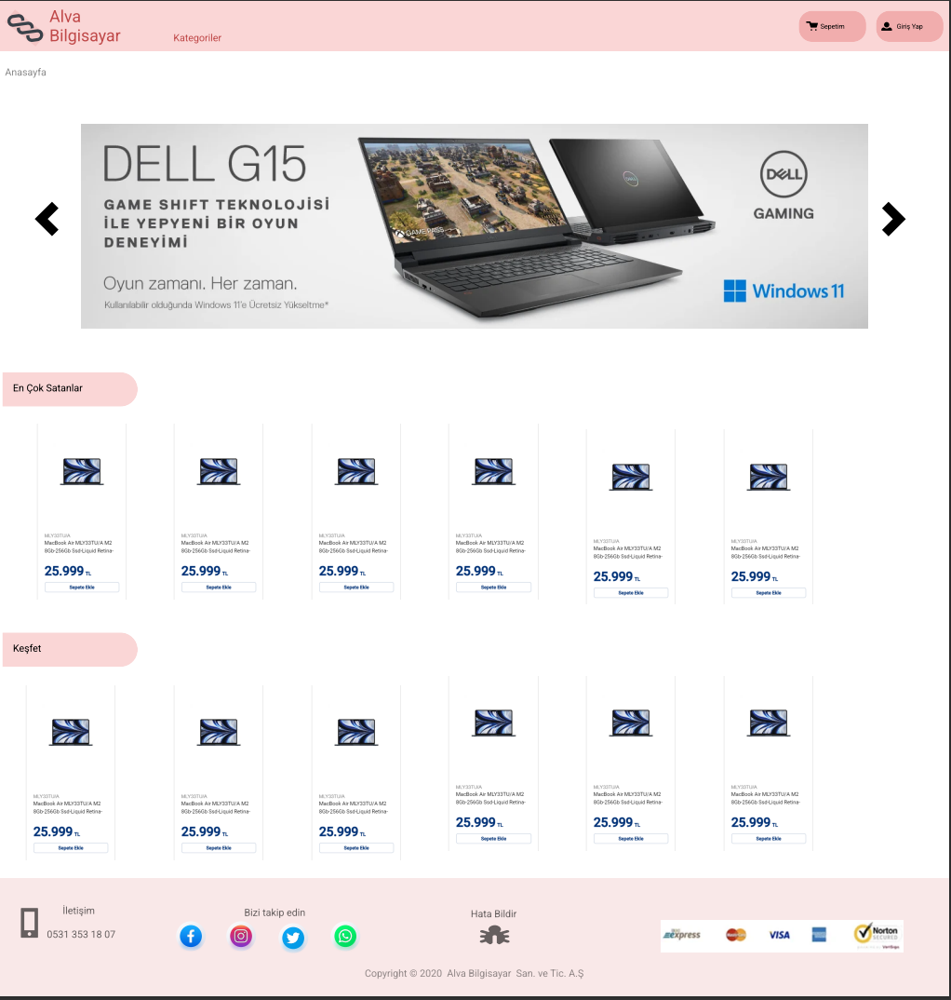 Alva
Bilgisayar
Kategoriler
Sepetim
Giriş Yap
Anasayfa
DELL G15
GAME SHIFT TEKNOLOJİSİ
İLE YEPYENİ BİR OYUN
DENEYİMİ
Oyun zamanı. Her zaman.
Kullanılabilir olduğunda Windows 11'e Ücretsiz Yükseltme*
GAME PASS
DELL
GAMING
Windows 11
En Çok Satanlar
MLY33TU/A
MacBook Air MLY33TU/A M2
8Gb-256Gb Ssd-Liquid Retina-
25.999 TL
Sepete Ekle
MLY33TU/A
MacBook Air MLY33TU/A M2
8Gb-256Gb Ssd-Liquid Retina-
25.999 TL
Sepete Ekle
MLY33TU/A
MacBook Air MLY33TU/A M2
8Gb-256Gb Ssd-Liquid Retina-
25.999 TL
Sepete Ekle
MLY33TU/A
MacBook Air MLY33TU/A M2
8Gb-256Gb Ssd-Liquid Retina-
25.999 TL
Sepete Ekle
MLY33TU/A
MacBook Air MLY33TU/A M2
8Gb-256Gb Ssd-Liquid Retina-
25.999 TL
Sepete Ekle
MLY33TU/A
MacBook Air MLY33TU/A M2
8Gb-256Gb Ssd-Liquid Retina-
25.999 TL
Sepete Ekle
Keşfet
MLY33TU/A
MacBook Air MLY33TU/A M2
8Gb-256Gb Ssd-Liquid Retina-
25.999 TL
Sepete Ekle
MLY33TU/A
MacBook Air MLY33TU/A M2
8Gb-256Gb Ssd-Liquid Retina-
25.999 TL
Sepete Ekle
MLY33TU/A
MacBook Air MLY33TU/A M2
8Gb-256Gb Ssd-Liquid Retina-
25.999 TL
Sepete Ekle
MLY33TU/A
MacBook Air MLY33TU/A M2
8Gb-256Gb Ssd-Liquid Retina-
25.999 TL
Sepete Ekle
MLY33TU/A
MacBook Air MLY33TU/A M2
8Gb-256Gb Ssd-Liquid Retina-
25.999 TL
Sepete Ekle
MLY33TU/A
MacBook Air MLY33TU/A M2
8Gb-256Gb Ssd-Liquid Retina-
25.999 TL
Sepete Ekle
İletişim
0531 353 18 07
Bizi takip edin
Hata Bildir
express
VISA
Norton
SECURED
Copyright © 2020 Alva Bilgisayar San. ve Tic. A.Ş